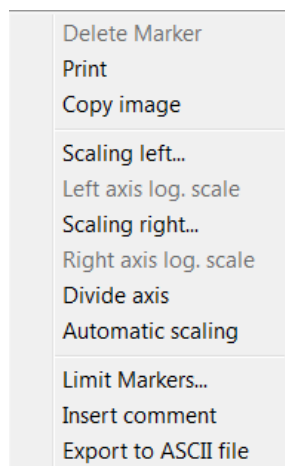 Delete Marker
Print
Copy image
Scaling left...
Left axis log. scale
Scaling right...
Right axis log. scale
Divide axis
Automatic scaling
Limit Markers...
Insert comment
Export to ASCII file